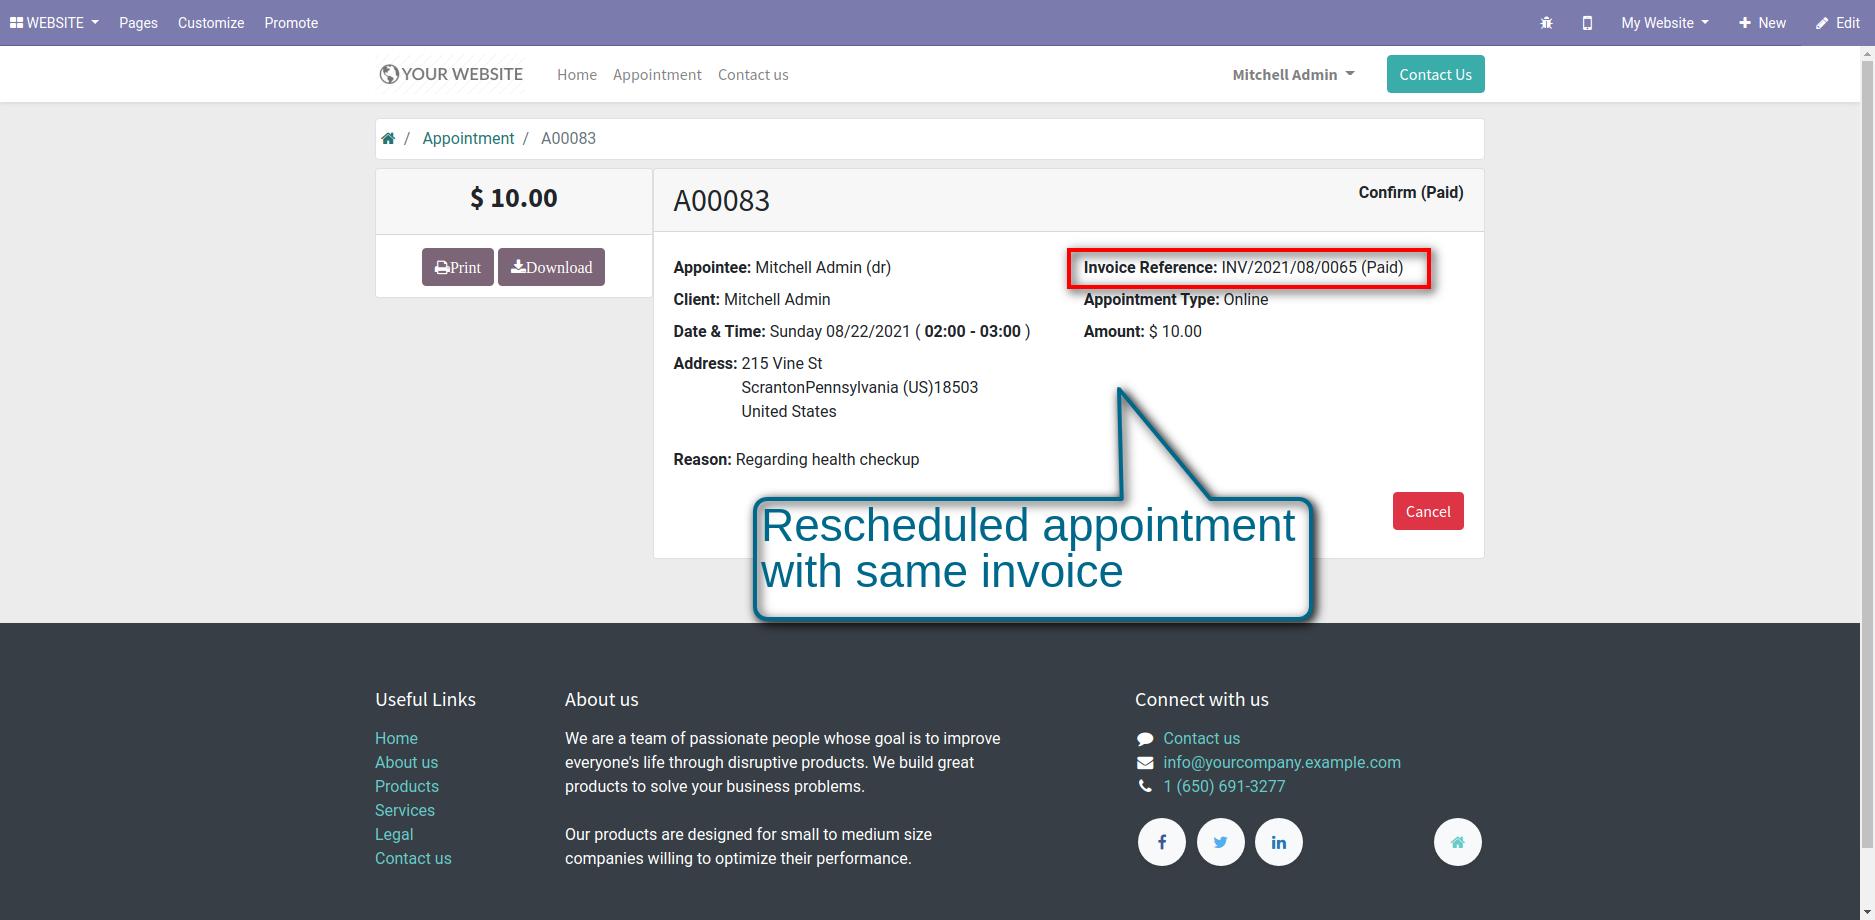 WEBSITE Pages Customize Promote My Website New Edit
YOUR WEBSITE Home Appointment Contact us Mitchell Admin Contact Us
/ Appointment / A00083
$ 10.00
Print Download
A00083 Confirm (Paid)
Appointee: Mitchell Admin (dr) Invoice Reference: INV/2021/08/0065 (Paid)
Client: Mitchell Admin Appointment Type: Online
Date & Time: Sunday 08/22/2021 ( 02:00 - 03:00 ) Amount: $ 10.00
Address: 215 Vine St
ScrantonPennsylvania (US)18503
United States
Reason: Regarding health checkup
Cancel
Rescheduled appointment
with same invoice
Useful Links
Home
About us
Products
Services
Legal
Contact us
About us
We are a team of passionate people whose goal is to improve
everyone's life through disruptive products. We build great
products to solve your business problems.
Our products are designed for small to medium size
companies willing to optimize their performance.
Connect with us
Contact us
info@yourcompany.example.com
1 (650) 691-3277